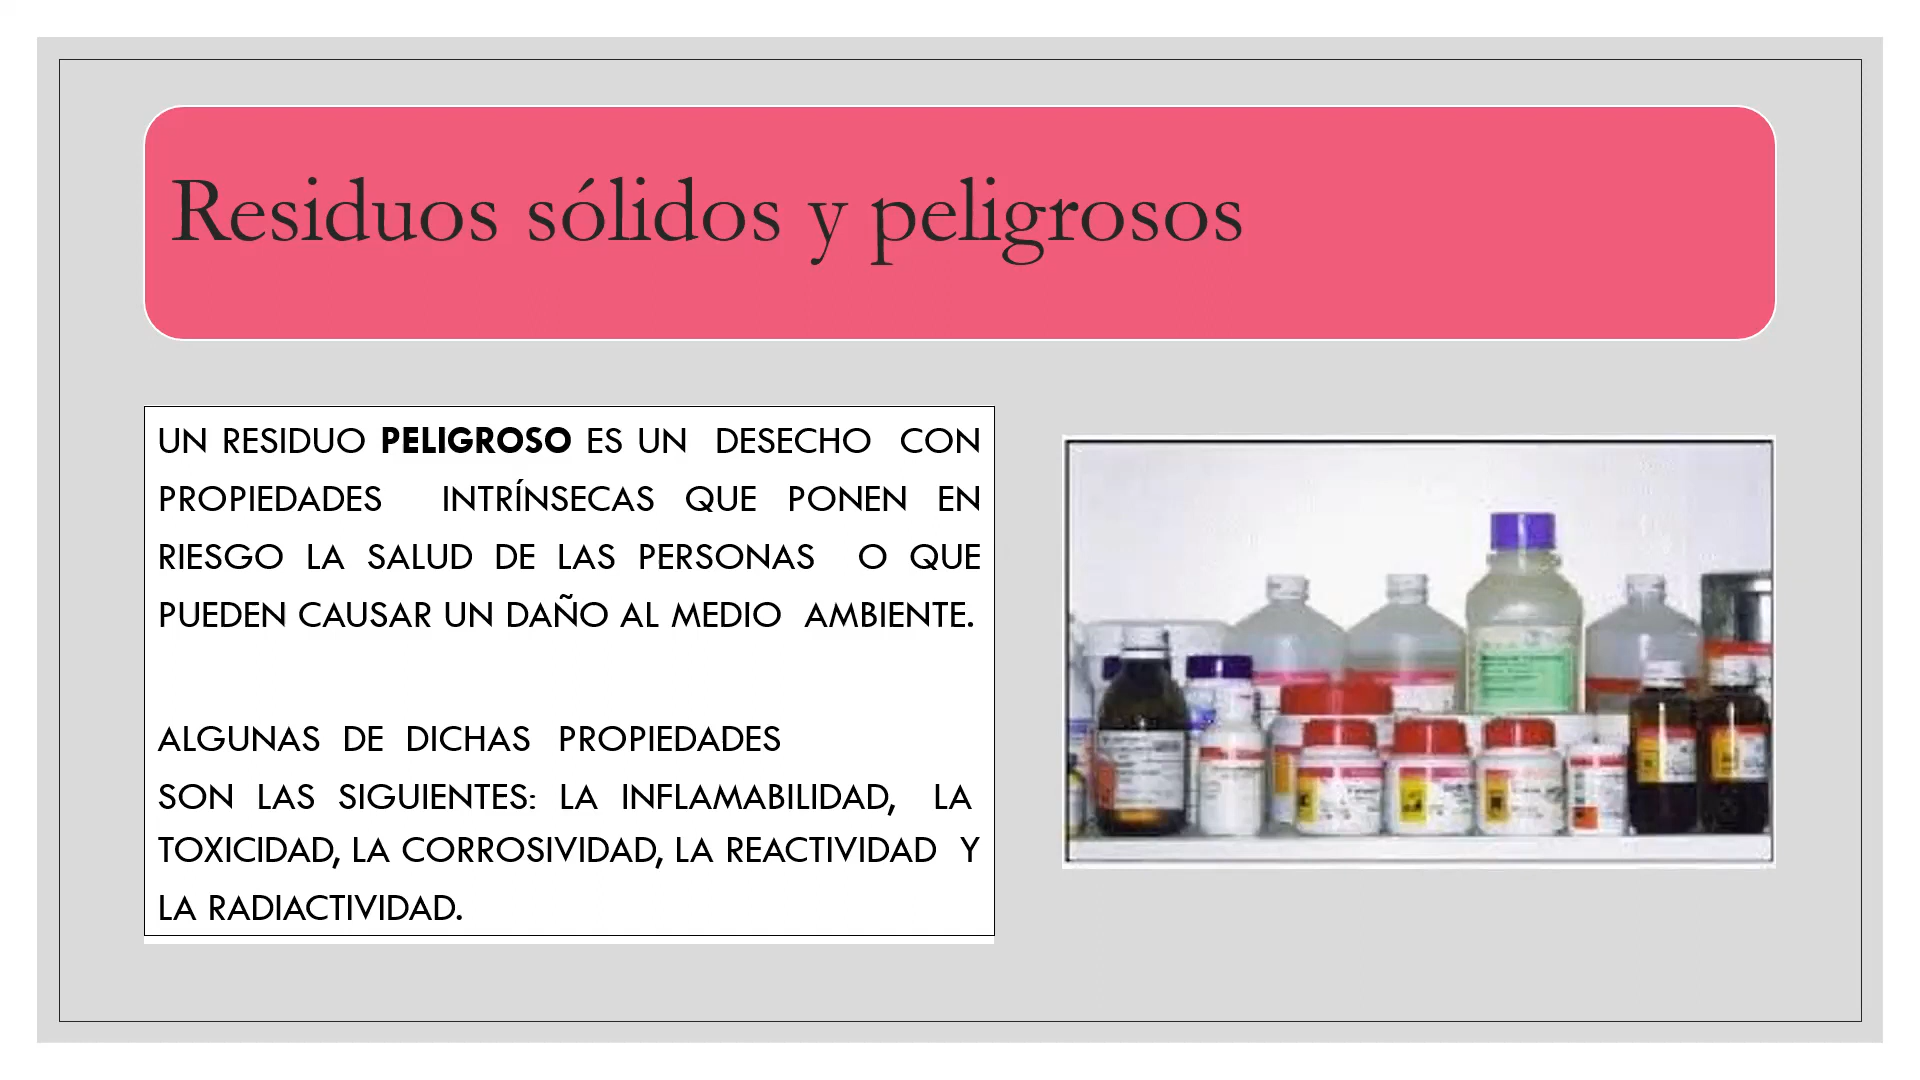 Residuos sólidos y peligrosos
UN RESIDUO PELIGROSO ES UN DESECHO CON
PROPIEDADES INTRÍNSECAS QUE PONEN EN
RIESGO LA SALUD DE LAS PERSONAS O QUE
PUEDEN CAUSAR UN DAÑO AL MEDIO AMBIENTE.
ALGUNAS DE DICHAS PROPIEDADES
SON LAS SIGUIENTES: LA INFLAMABILIDAD, LA
TOXICIDAD, LA CORROSIVIDAD, LA REACTIVIDAD Y
LA RADIACTIVIDAD.